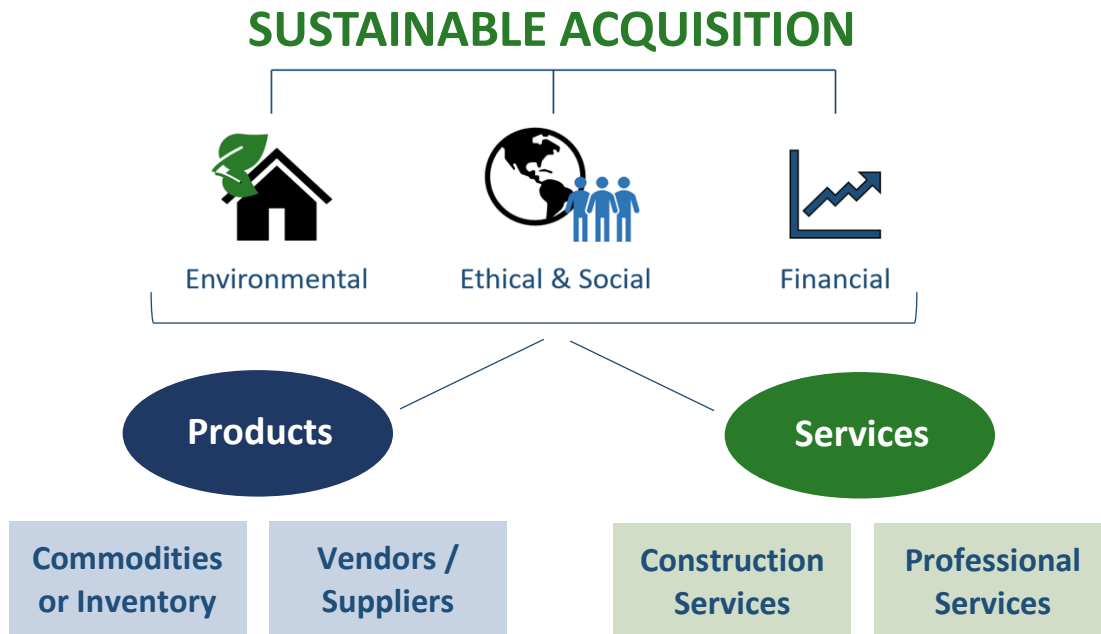 SUSTAINABLE ACQUISITION
Environmental
Ethical & Social
Financial
Products
Services
Commodities
or Inventory
Vendors /
Suppliers
Construction
Services
Professional
Services